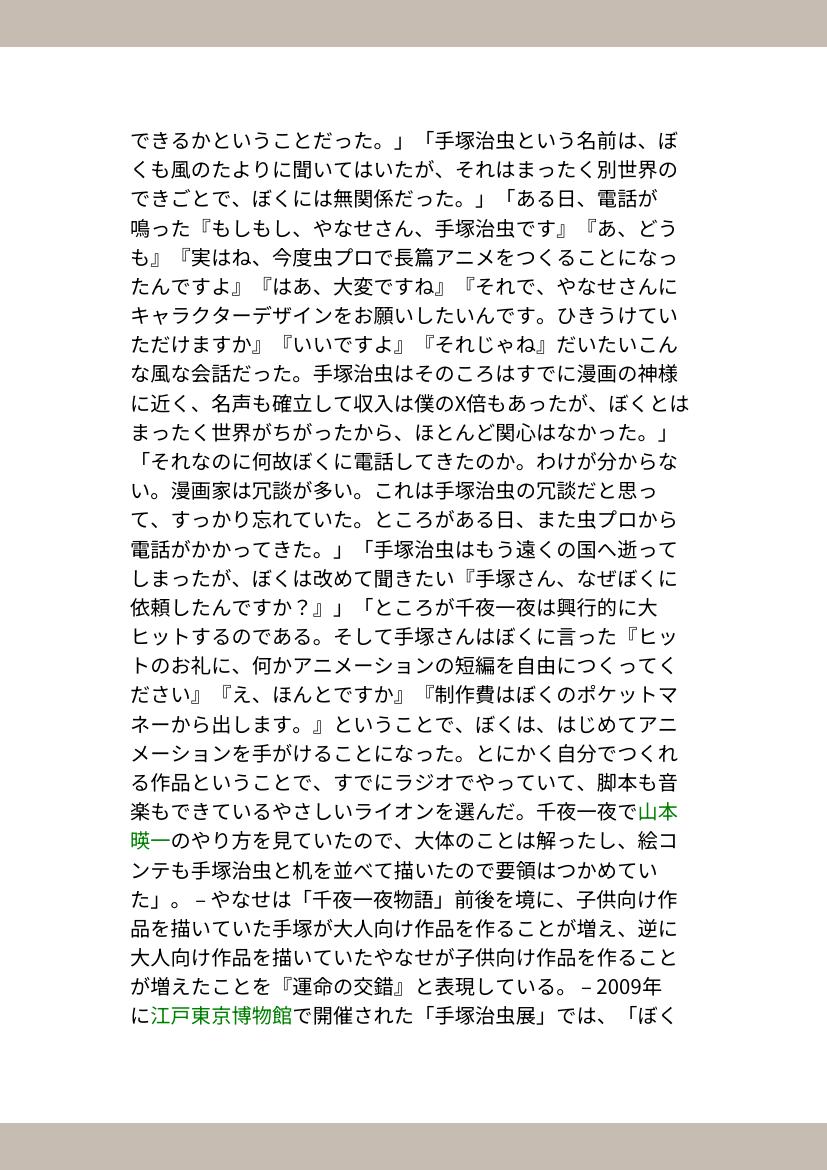 できるかということだった。」「手塚治虫という名前は、ぼ
くも風のたよりに聞いてはいたが、それはまったく別世界の
できごとで、ぼくには無関係だった。」「ある日、電話が
鳴った『もしもし、やなせさん、手塚治虫です』『あ、どう
も』『実はね、今度虫プロで長篇アニメをつくることになっ
たんですよ』『はあ、大変ですね』『それで、やなせさんに
キャラクターデザインをお願いしたいんです。ひきうけてい
ただけますか』『いいですよ』『それじゃね』だいたいこん
な風な会話だった。手塚治虫はそのころはすでに漫画の神様
に近く、名声も確立して収入は僕のX倍もあったが、ぼくとは
まったく世界がちがったから、ほとんど関心はなかった。」
「それなのに何故ぼくに電話してきたのか。わけが分からな
い。漫画家は冗談が多い。これは手塚治虫の冗談だと思っ
て、すっかり忘れていた。ところがある日、また虫プロから
電話がかかってきた。」「手塚治虫はもう遠くの国へ逝って
しまったが、ぼくは改めて聞きたい『手塚さん、なぜぼくに
依頼したんですか？』」「ところが千夜一夜は興行的に大
ヒットするのである。そして手塚さんはぼくに言った『ヒッ
トのお礼に、何かアニメーションの短編を自由につくってく
ださい』『え、ほんとですか』『制作費はぼくのポケットマ
ネーから出します。』ということで、ぼくは、はじめてアニ
メーションを手がけることになった。とにかく自分でつくれ
る作品ということで、すでにラジオでやっていて、脚本も音
楽もできているやさしいライオンを選んだ。千夜一夜で山本
暎一のやり方を見ていたので、大体のことは解ったし、絵コ
ンテも手塚治虫と机を並べて描いたので要領はつかめてい
た」。 – やなせは「千夜一夜物語」前後を境に、子供向け作
品を描いていた手塚が大人向け作品を作ることが増え、逆に
大人向け作品を描いていたやなせが子供向け作品を作ること
が増えたことを『運命の交錯』と表現している。 – 2009年
に江戸東京博物館で開催された「手塚治虫展」では、「ぼく